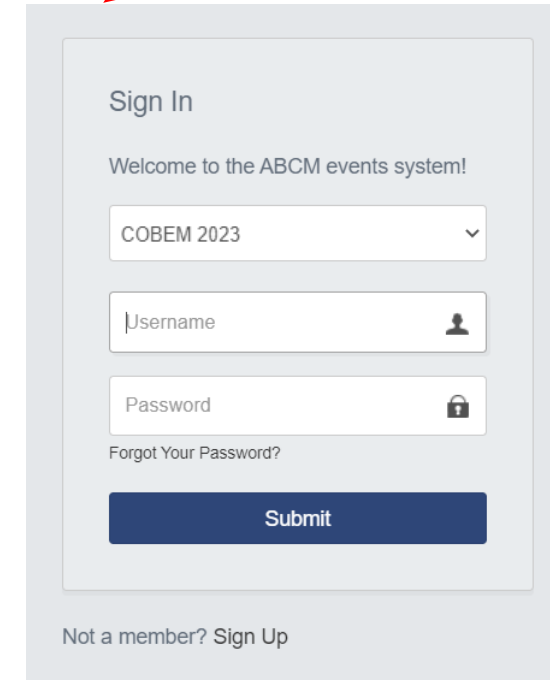 Sign In
Welcome to the ABCM events system!
COBEM 2023
Username
Password
Forgot Your Password?
Submit
Not a member? Sign Up